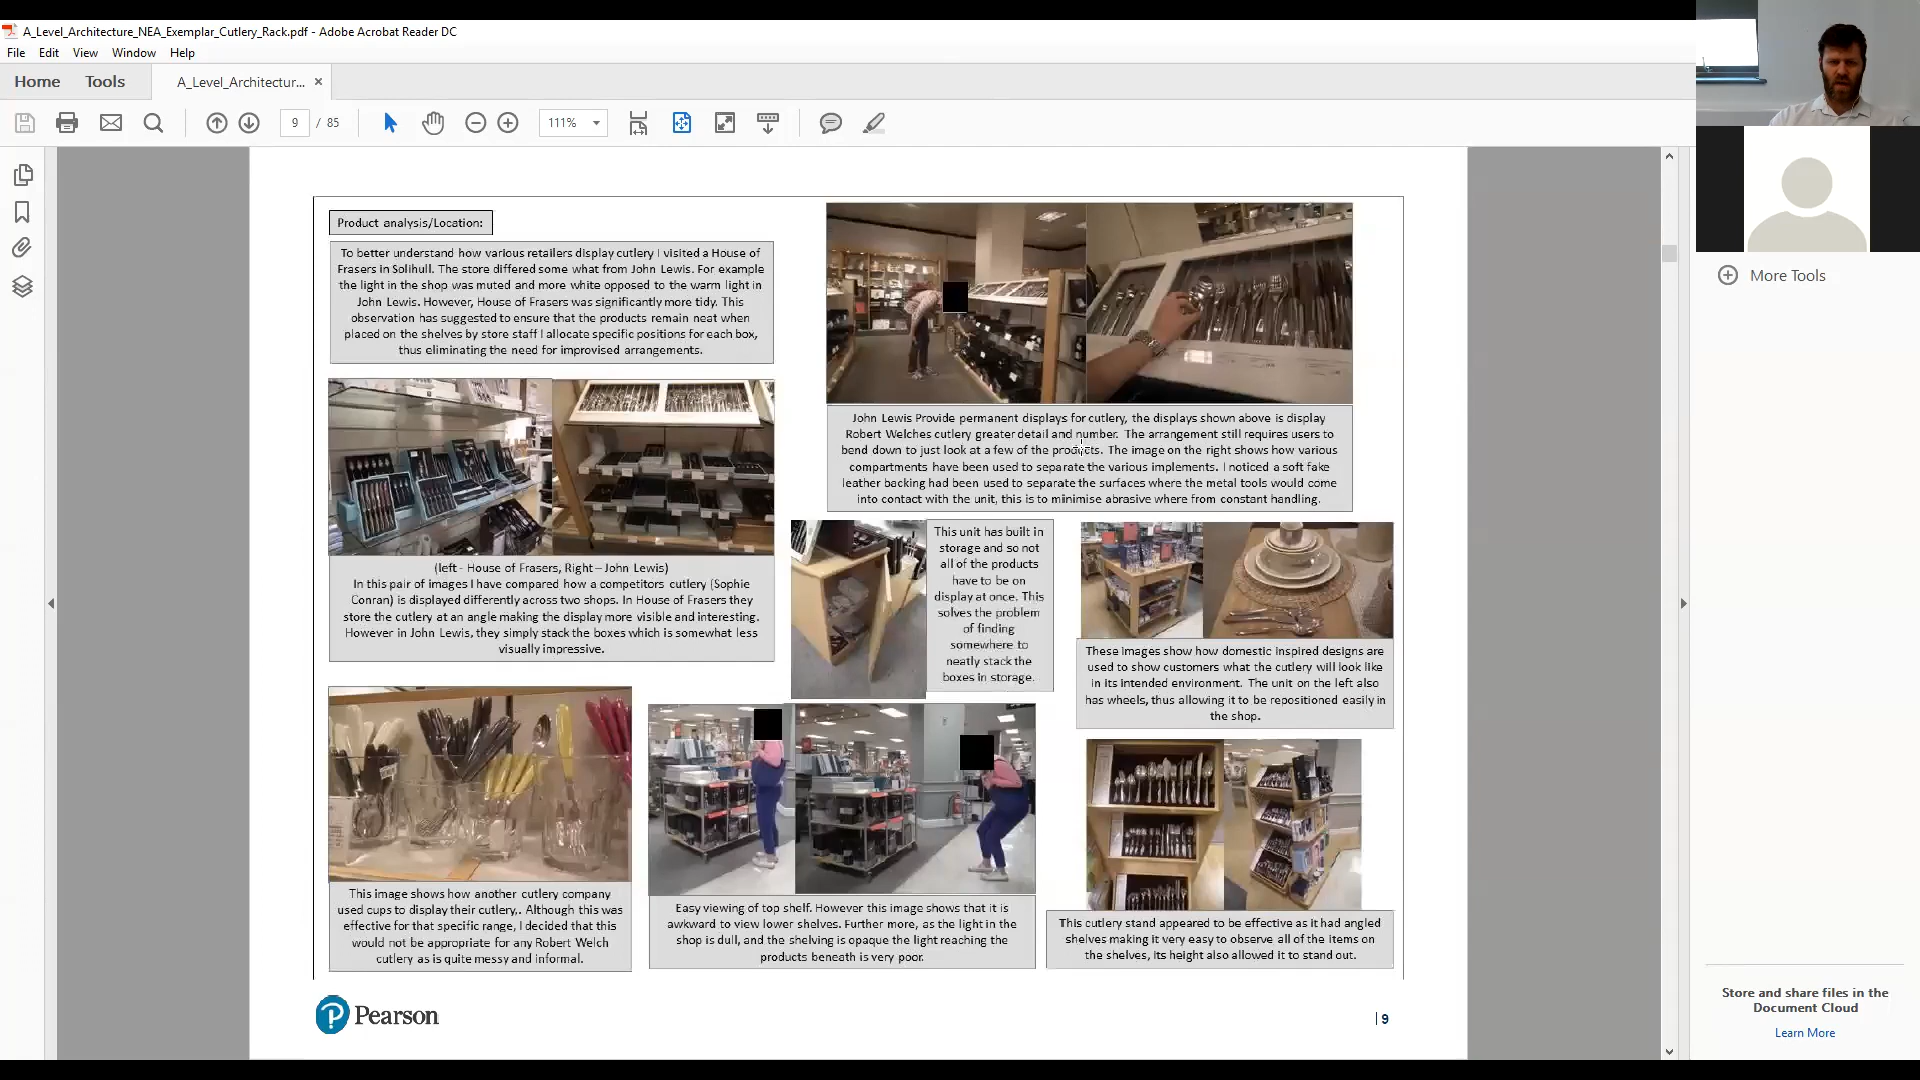 A_Level_Architecture_NEA_Exemplar_Cutlery_Rack.pdf - Adobe Acrobat Reader DC
File Edit View Window Help
Home Tools A_Level_Architectur... ×
9 / 85 111%
Product analysis/Location:
To better understand how various retailers display cutlery I visited a House of
Frasers in Solihull. The store differed some what from John Lewis. For example
the light in the shop was muted and more white opposed to the warm light in
John Lewis. However, House of Frasers was significantly more tidy. This
observation has suggested to ensure that the products remain neat when
placed on the shelves by store staff I allocate specific positions for each box,
thus eliminating the need for improvised arrangements.
John Lewis Provide permanent displays for cutlery, the displays shown above is display
Robert Welches cutlery greater detail and number. The arrangement still requires users to
bend down to just look at a few of the products. The image on the right shows how various
compartments have been used to separate the various implements. I noticed a soft fake
leather backing had been used to separate the surfaces where the metal tools would come
into contact with the unit, this is to minimise abrasive where from constant handling.
(left - House of Frasers, Right – John Lewis)
In this pair of images I have compared how a competitors cutlery (Sophie
Conran) is displayed differently across two shops. In House of Frasers they
store the cutlery at an angle making the display more visible and interesting.
However in John Lewis, they simply stack the boxes which is somewhat less
visually impressive.
This unit has built in
storage and so not
all of the products
have to be on
display at once. This
solves the problem
of finding
somewhere to
neatly stack the
boxes in storage.
These images show how domestic inspired designs are
used to show customers what the cutlery will look like
in its intended environment. The unit on the left also
has wheels, thus allowing it to be repositioned easily in
the shop.
This image shows how another cutlery company
used cups to display their cutlery,. Although this was
effective for that specific range, I decided that this
would not be appropriate for any Robert Welch
cutlery as is quite messy and informal.
Easy viewing of top shelf. However this image shows that it is
awkward to view lower shelves. Further more, as the light in the
shop is dull, and the shelving is opaque the light reaching the
products beneath is very poor.
This cutlery stand appeared to be effective as it had angled
shelves making it very easy to observe all of the items on
the shelves, its height also allowed it to stand out.
P Pearson
| 9
More Tools
Store and share files in the
Document Cloud
Learn More